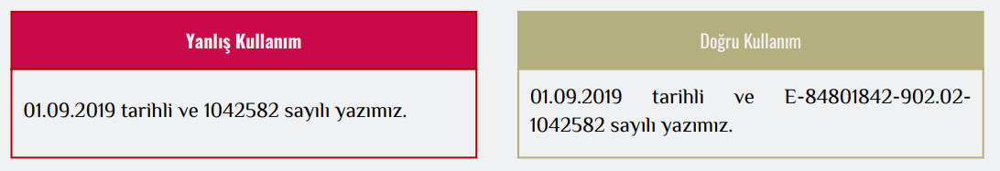 Yanlış Kullanım
01.09.2019 tarihli ve 1042582 sayılı yazımız.
Doğru Kullanım
01.09.2019 tarihli ve E-84801842-902.02-
1042582 sayılı yazımız.